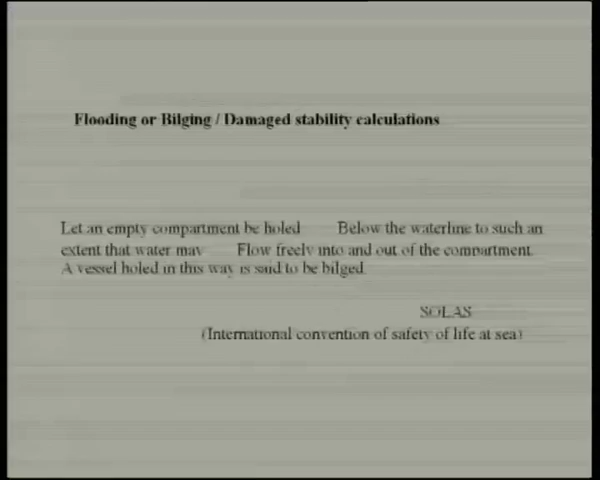 Flooding or Bilging / Damaged stability calculations
Let an empty compartment be holed Below the waterline to such an
extent that water may Flow freely into and out of the compartment.
A vessel holed in this way is said to be bilged.
SOLAS
(International convention of safety of life at sea)